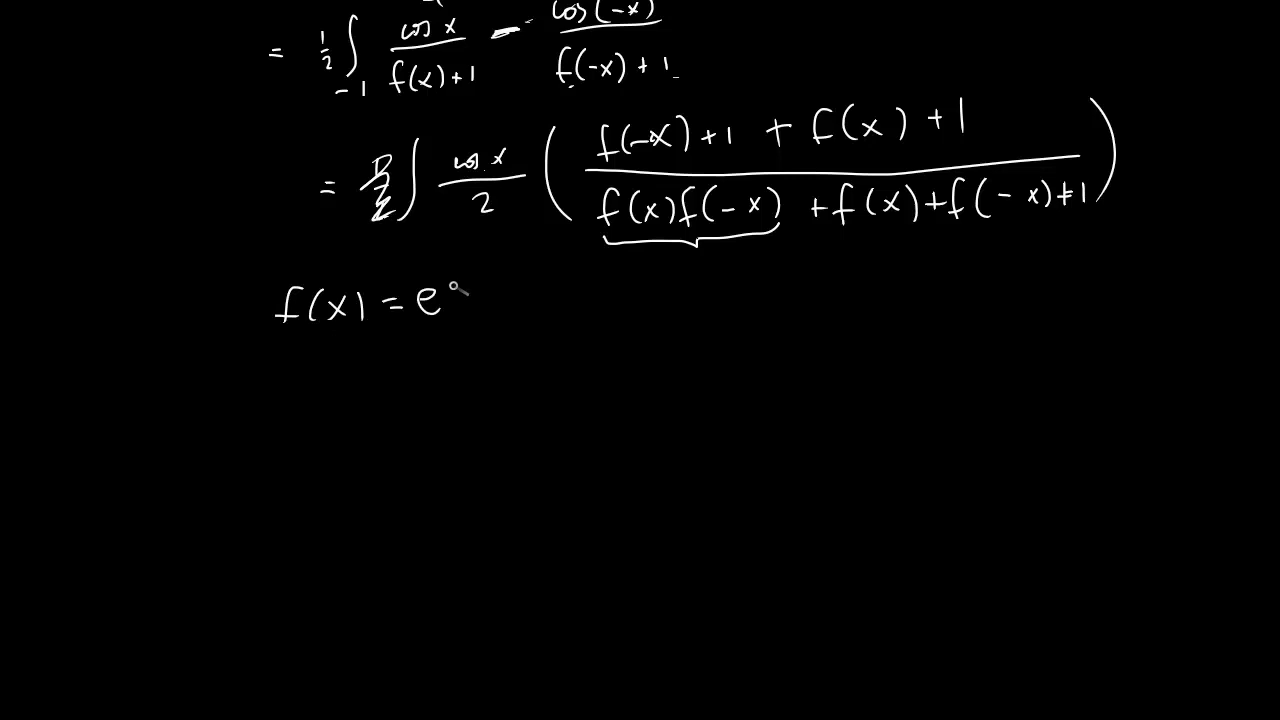 = 1/2 ∫_{-1} cos x / (f(x)+1) - cos(-x) / (f(-x)+1)
= ∫ cos x / 2 ( (f(-x)+1 + f(x)+1) / (f(x)f(-x) + f(x)+f(-x)+1) )
f(x) = e